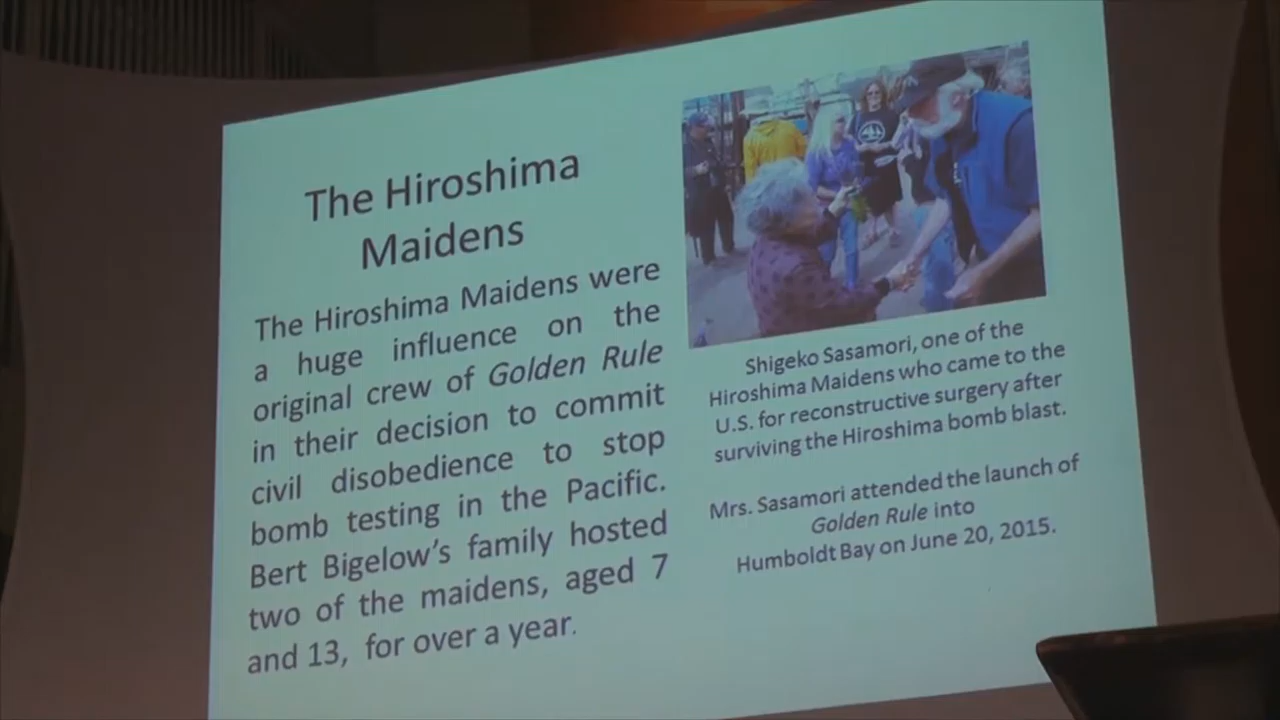 The Hiroshima
Maidens
The Hiroshima Maidens were
a huge influence on the
original crew of Golden Rule
in their decision to commit
civil disobedience to stop
bomb testing in the Pacific.
Bert Bigelow's family hosted
two of the maidens, aged 7
and 13, for over a year.
Shigeko Sasamori, one of the
Hiroshima Maidens who came to the
U.S. for reconstructive surgery after
surviving the Hiroshima bomb blast.
Mrs. Sasamori attended the launch of
Golden Rule into
Humboldt Bay on June 20, 2015.